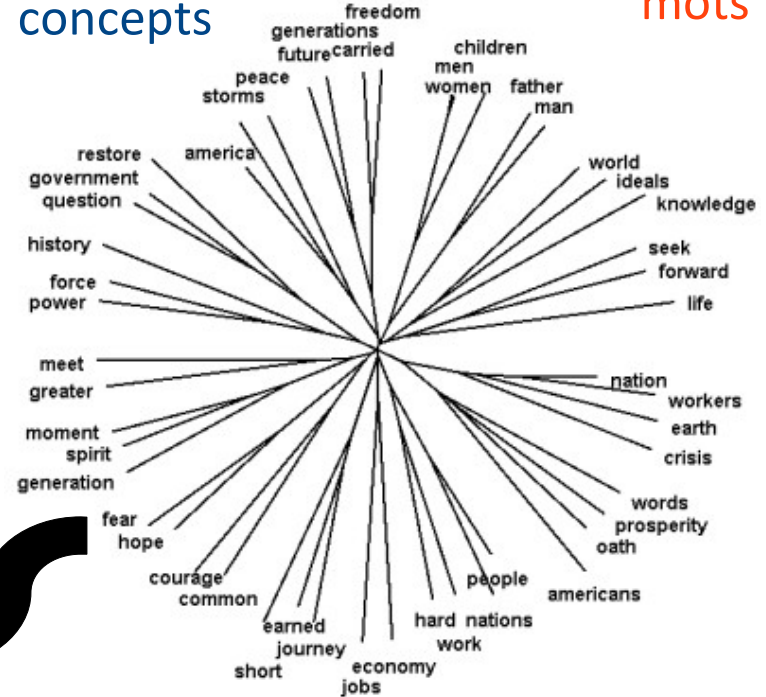 concepts
mots
freedom
generations
future carried
children
men
women
father
man
peace
storms
america
restore
government
question
history
force
power
world
ideals
knowledge
seek
forward
life
meet
greater
moment
spirit
generation
nation
workers
earth
crisis
words
prosperity
oath
americans
fear
hope
courage
common
earned
journey
short
people
hard nations
work
economy
jobs